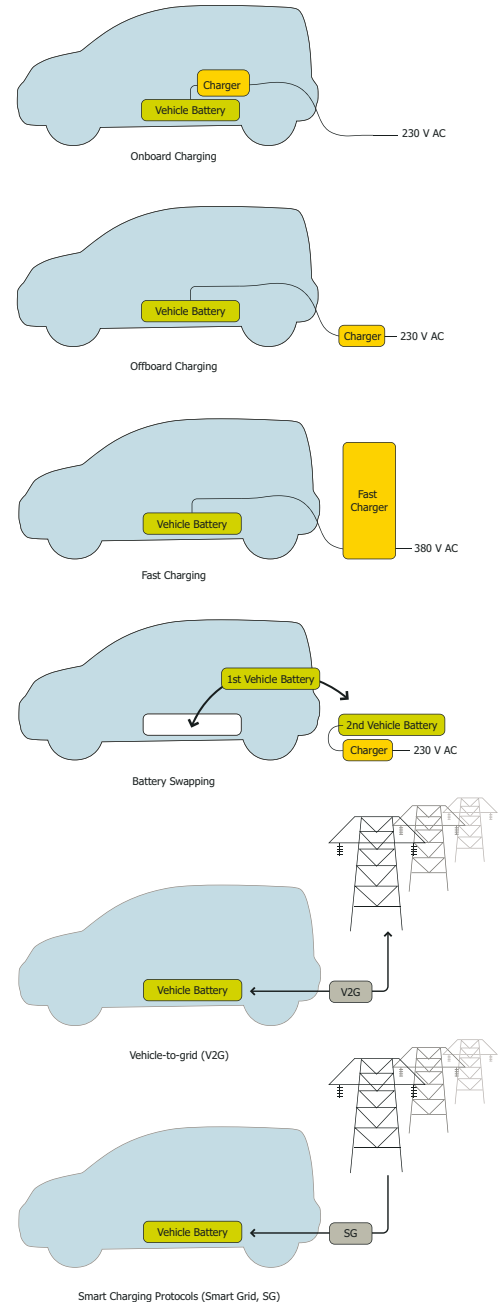 Charger
Vehicle Battery
230 V AC
Onboard Charging
Vehicle Battery
Charger
230 V AC
Offboard Charging
Fast
Charger
Vehicle Battery
380 V AC
Fast Charging
1st Vehicle Battery
2nd Vehicle Battery
Charger
230 V AC
Battery Swapping
Vehicle Battery
V2G
Vehicle-to-grid (V2G)
Vehicle Battery
SG
Smart Charging Protocols (Smart Grid, SG)